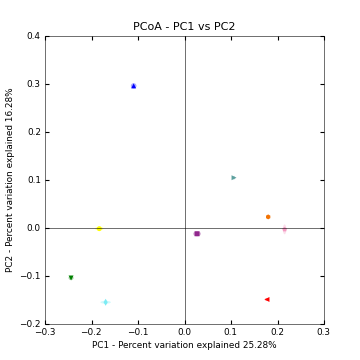 PCoA - PC1 vs PC2
0.4
0.3
0.2
0.1
0.0
−0.1
−0.2
PC2 - Percent variation explained 16.28%
−0.3 −0.2 −0.1 0.0 0.1 0.2 0.3
PC1 - Percent variation explained 25.28%